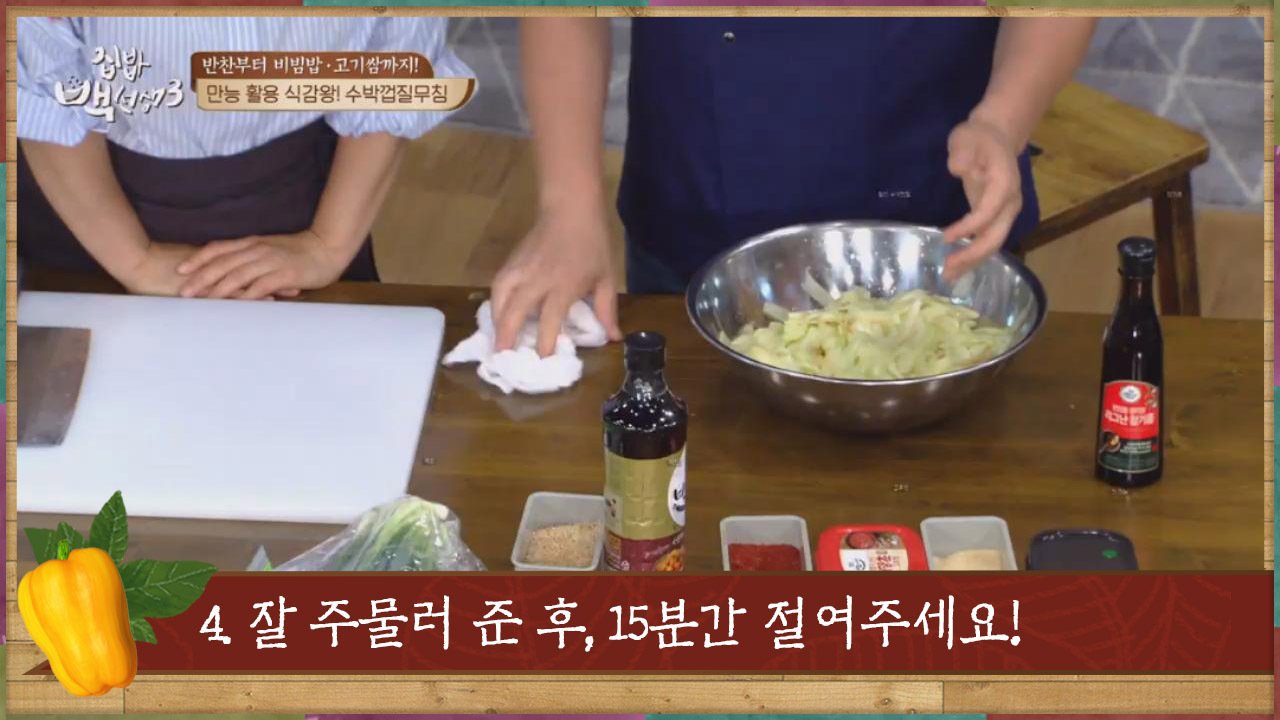 집밥
백선생3
반찬부터 비빔밥·고기쌈까지!
만능 활용 식감왕! 수박껍질무침
4. 잘 주물러 준 후, 15분간 절여주세요!